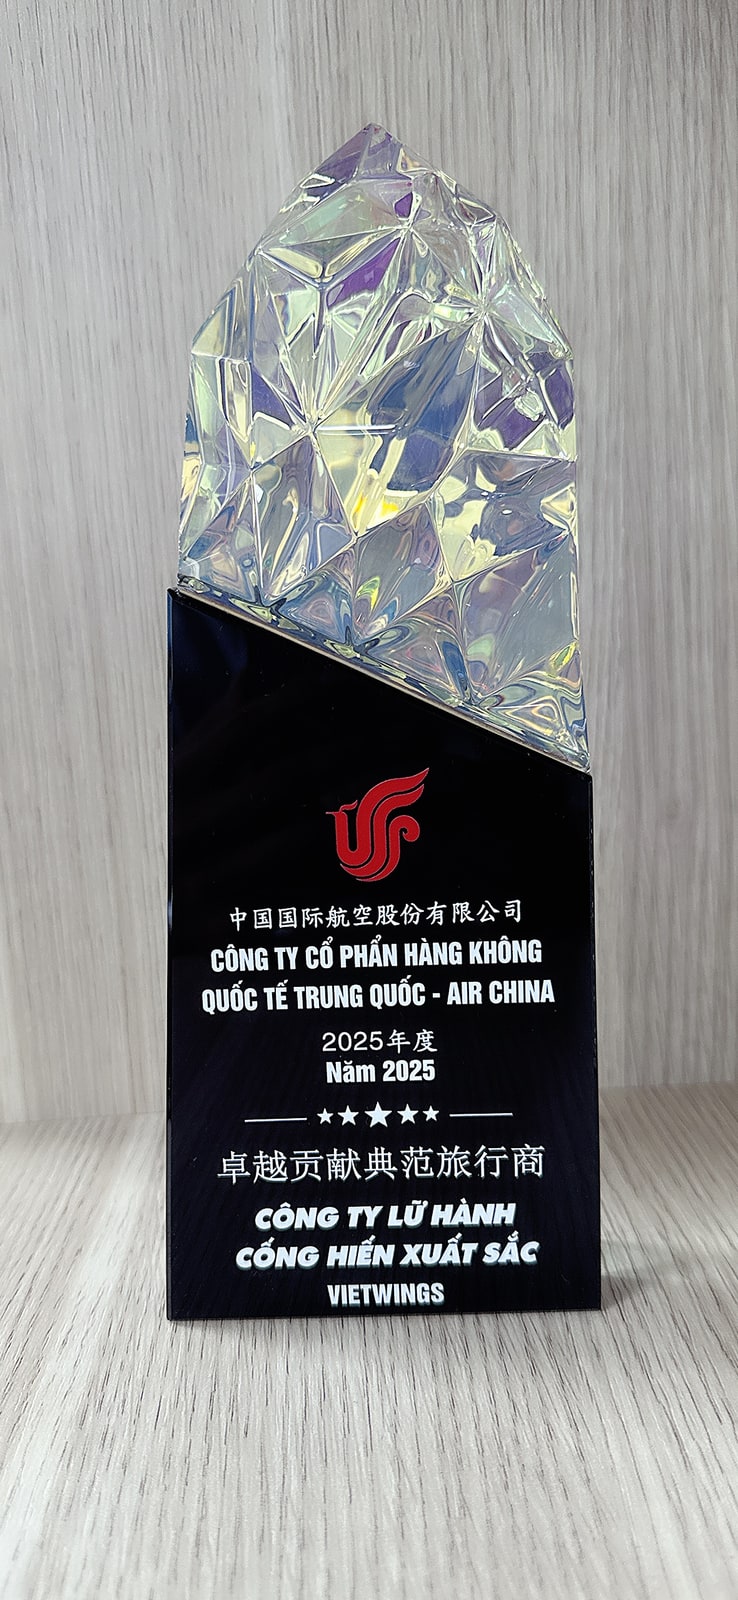 中国国际航空股份有限公司
CÔNG TY CỔ PHẨN HÀNG KHÔNG
QUỐC TẾ TRUNG QUỐC - AIR CHINA
2025年度
Năm 2025
卓越贡献典范旅行商
CÔNG TY LỮ HÀNH
CỐNG HIẾN XUẤT SẮC
VIETWINGS